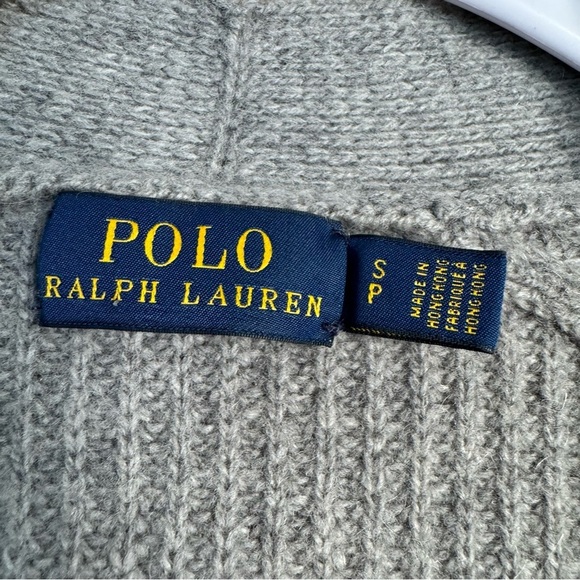 POLO
RALPH LAUREN
S
P
MADE IN
HONG KONG
FABRIQUÉ À
HONG KONG